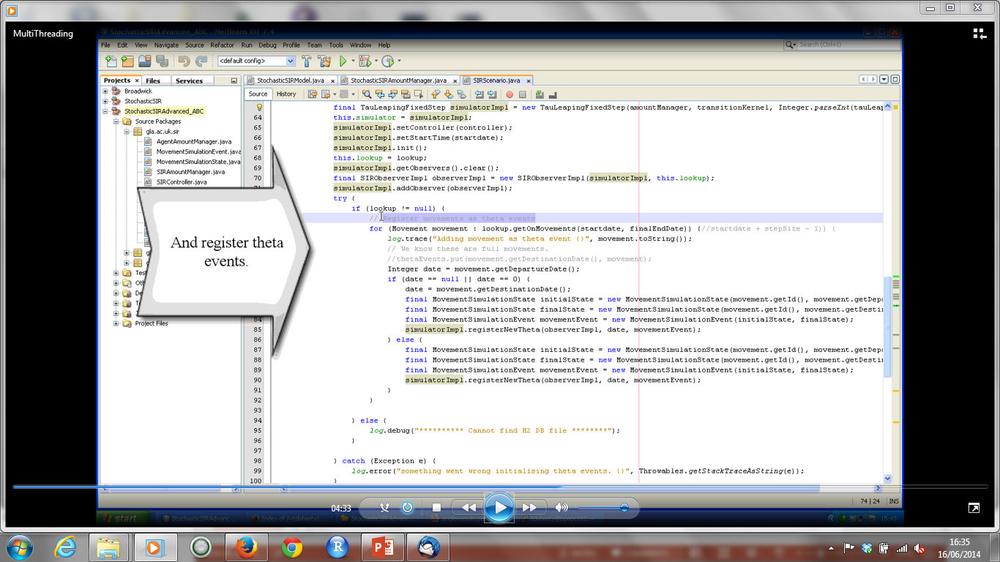 MultiThreading
StochasticSIRAdvanced_ABC - NetBeans IDE 7.4
File Edit View Navigate Source Refactor Run Debug Profile Team Tools Window Help
Search (Ctrl+I)
<default config>
Projects × Files Services
StochasticSIRModel.java × StochasticSIRAmountManager.java × SIRScenario.java ×
Source History
Broadwick
StochasticSIR
StochasticSIRAdvanced_ABC
Source Packages
gla.ac.uk.sir
AgentAmountManager.java
MovementSimulationEvent.java
MovementSimulationState.java
SIRAmountManager.java
SIRController.java
Project Files
And register theta
events.
final TauLeapingFixedStep simulatorImpl = new TauLeapingFixedStep(amountManager, transitionKernel, Integer.parseInt(tauLeap
64 this.simulator = simulatorImpl;
65 simulatorImpl.setController(controller);
66 simulatorImpl.setStartTime(startdate);
67 simulatorImpl.init();
68 this.lookup = lookup;
69 simulatorImpl.getObservers().clear();
70 final SIRObserverImpl observerImpl = new SIRObserverImpl(simulatorImpl, this.lookup);
simulatorImpl.addObserver(observerImpl);
try {
if (lookup != null) {
// Register movements as theta events
for (Movement movement : lookup.getOnMovements(startdate, finalEndDate)) {//startdate + stepSize - 1)) {
log.trace("Adding movement as theta event {}", movement.toString());
// We know these are full movements.
//thetaEvents.put(movement.getDestinationDate(), movement);
Integer date = movement.getDepartureDate();
if (date == null || date == 0) {
date = movement.getDestinationDate();
final MovementSimulationState initialState = new MovementSimulationState(movement.getId(), movement.getDepa
final MovementSimulationState finalState = new MovementSimulationState(movement.getId(), movement.getDestin
84 final MovementSimulationEvent movementEvent = new MovementSimulationEvent(initialState, finalState);
85 simulatorImpl.registerNewTheta(observerImpl, date, movementEvent);
86 } else {
87 final MovementSimulationState initialState = new MovementSimulationState(movement.getId(), movement.getDepa
88 final MovementSimulationState finalState = new MovementSimulationState(movement.getId(), movement.getDestin
89 final MovementSimulationEvent movementEvent = new MovementSimulationEvent(initialState, finalState);
90 simulatorImpl.registerNewTheta(observerImpl, date, movementEvent);
91 }
92 }
93
94 } else {
95 log.debug("********** Cannot find H2 DB file ********");
96 }
97
98 } catch (Exception e) {
99 log.error("something went wrong initialising theta events. {}", Throwables.getStackTraceAsString(e));
100 }
74 | 24 INS
04:33
start StochasticSIRAdvanc... Index of /~tdoherty/... 15:43
16:35
16/06/2014